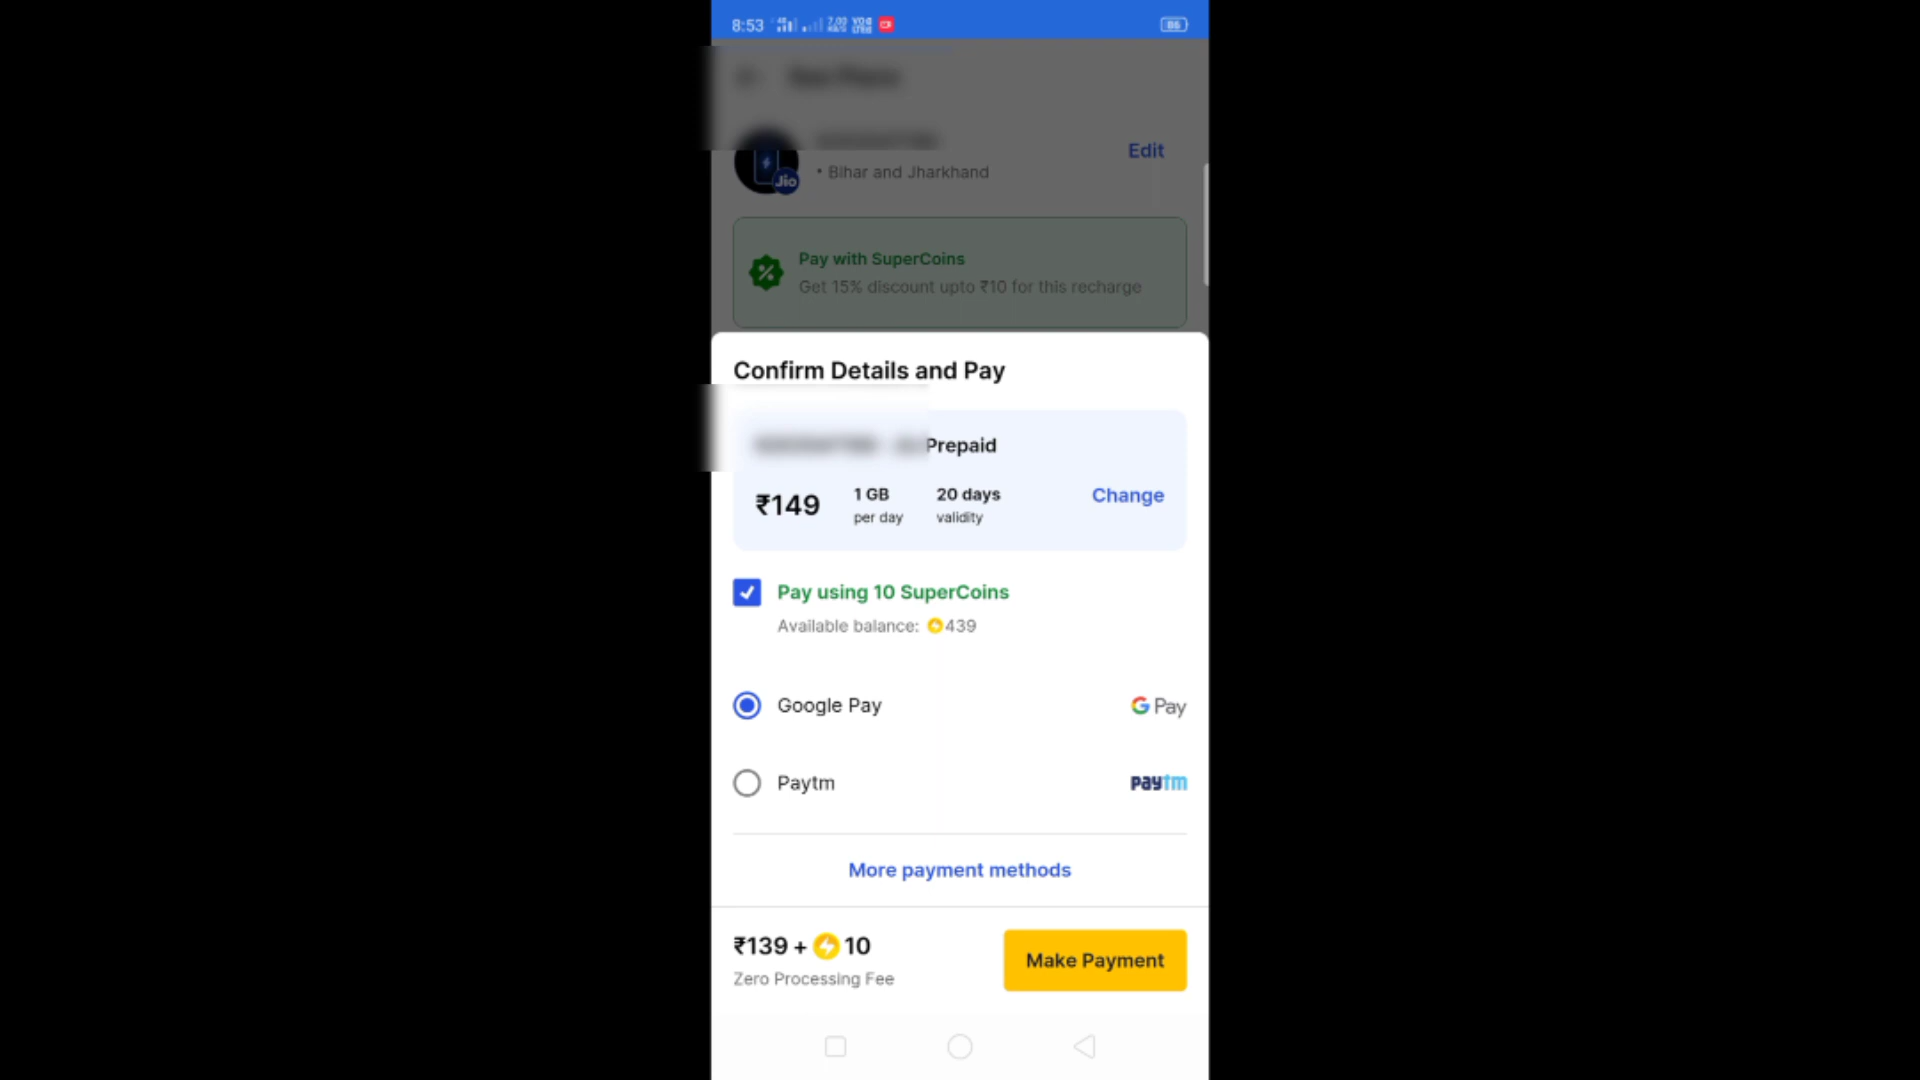 8:53
86
Edit
Jio
• Bihar and Jharkhand
Pay with SuperCoins
Get 15% discount upto ₹10 for this recharge
Confirm Details and Pay
Prepaid
₹149
1 GB
per day
20 days
validity
Change
Pay using 10 SuperCoins
Available balance: 439
Google Pay
G Pay
Paytm
paytm
More payment methods
₹139 + 10
Zero Processing Fee
Make Payment